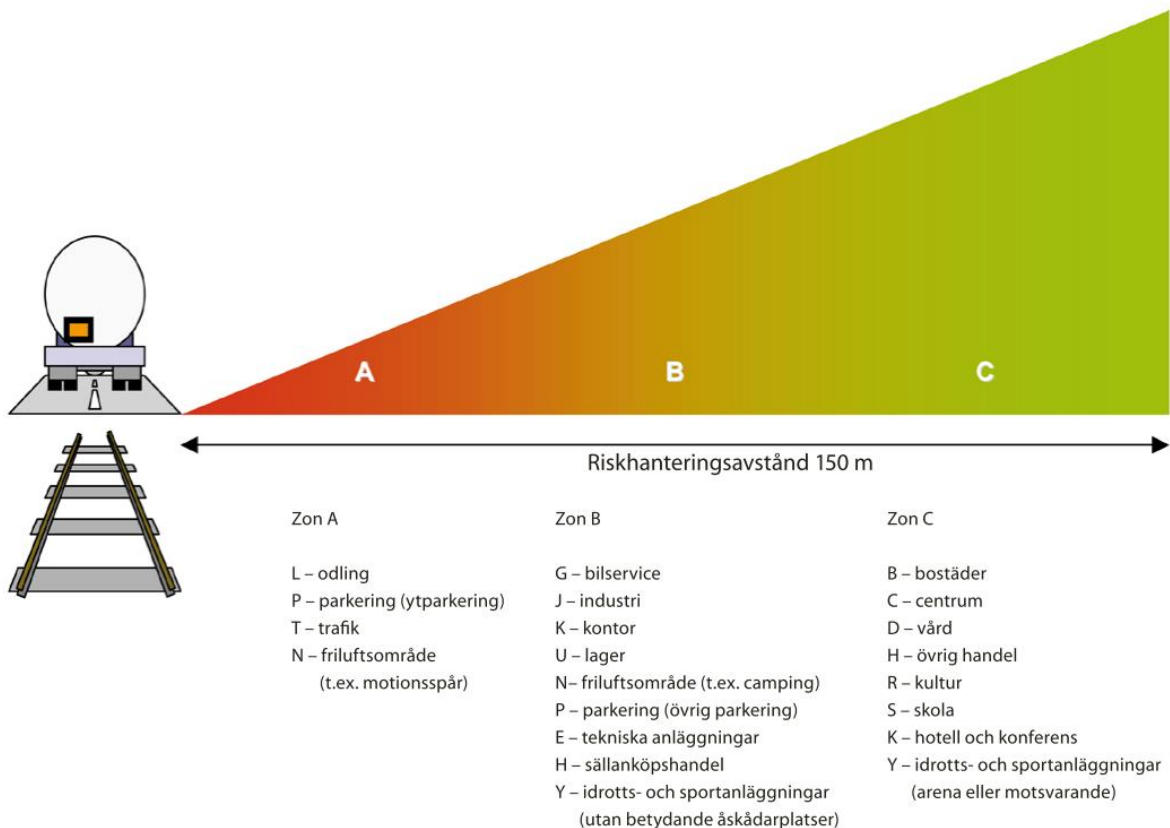 A
B
C
Riskhanteringsavstånd 150 m
Zon A
L – odling
P – parkering (ytparkering)
T – trafik
N – friluftsområde
(t.ex. motionsspår)
Zon B
G – bilservice
J – industri
K – kontor
U – lager
N– friluftsområde (t.ex. camping)
P – parkering (övrig parkering)
E – tekniska anläggningar
H – sällanköpshandel
Y – idrotts- och sportanläggningar
(utan betydande åskådarplatser)
Zon C
B – bostäder
C – centrum
D – vård
H – övrig handel
R – kultur
S – skola
K – hotell och konferens
Y – idrotts- och sportanläggningar
(arena eller motsvarande)